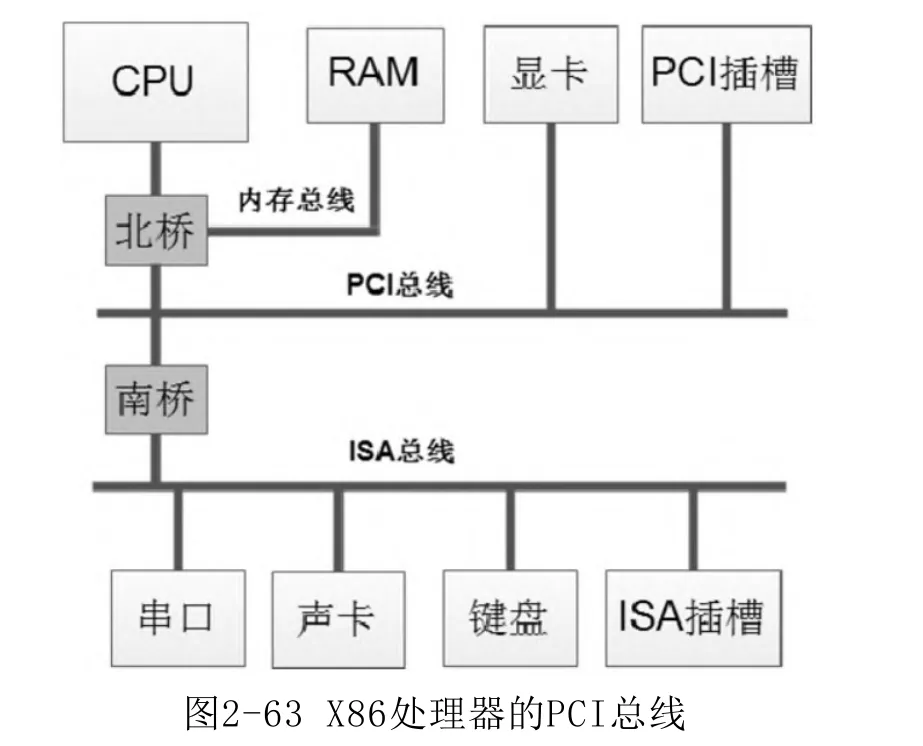 CPU
RAM
显卡
PCI插槽
内存总线
北桥
PCI总线
南桥
ISA总线
串口
声卡
键盘
ISA插槽
图2-63 X86处理器的PCI总线